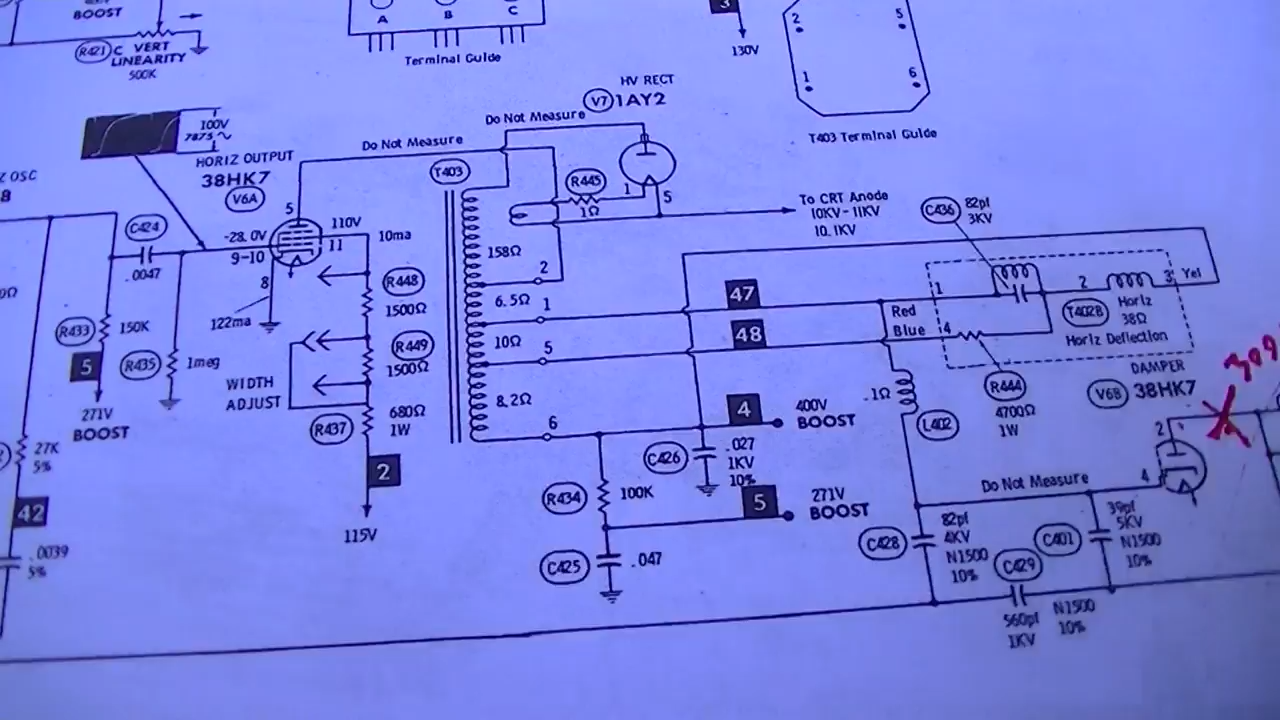 BOOST
R421 C VERT
LINEARITY
500K
A
B
C
Terminal Guide
3
130V
2
5
1
6
T403 Terminal Guide
HV RECT
V7 1AY2
Do Not Measure
Do Not Measure
100V
7875 ~
HORIZ OUTPUT
38HK7
V6A
T403
R445
1
5
1Ω
To CRT Anode
10KV-11KV
10.1KV
C436
82pf
3KV
OSC
8
C424
.0047
-28.0V
9-10
5
110V
11
10ma
8
122ma
158Ω
2
6.5Ω
1
10Ω
5
8.2Ω
6
R448
1500Ω
R449
1500Ω
WIDTH
ADJUST
R437
680Ω
1W
2
115V
R433
150K
R435
1meg
5
271V
BOOST
27K
5%
42
.0039
5%
47
48
Red
Blue
1
4
2
3
Yel
T402B
Horiz
38Ω
Horiz Deflection
R444
4700Ω
1W
DAMPER
V6B 38HK7
309
4
400V
BOOST
.1Ω
L402
C426
.027
1KV
10%
R434
100K
5
271V
BOOST
C425
.047
Do Not Measure
2
4
C428
82pf
4KV
N1500
10%
C401
39pf
5KV
N1500
10%
C429
560pf
1KV
N1500
10%